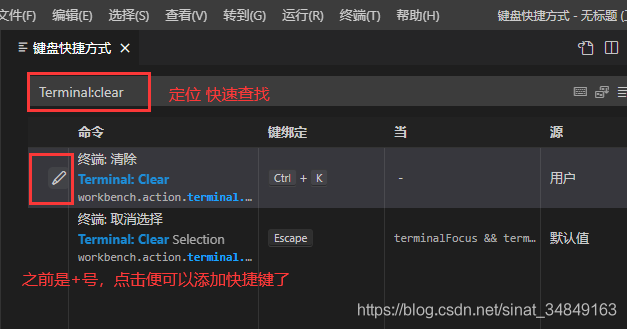 文件(F) 编辑(E) 选择(S) 查看(V) 转到(G) 运行(R) 终端(T) 帮助(H) 键盘快捷方式 - 无标题 (工
键盘快捷方式
Terminal:clear 定位 快速查找
命令 键绑定 当 源
终端: 清除
Terminal: Clear Ctrl + K - 用户
workbench.action.terminal.…
终端: 取消选择
Terminal: Clear Selection Escape terminalFocus && term… 默认值
workbench.action.terminal.…
之前是+号，点击便可以添加快捷键了
https://blog.csdn.net/sinat_34849163